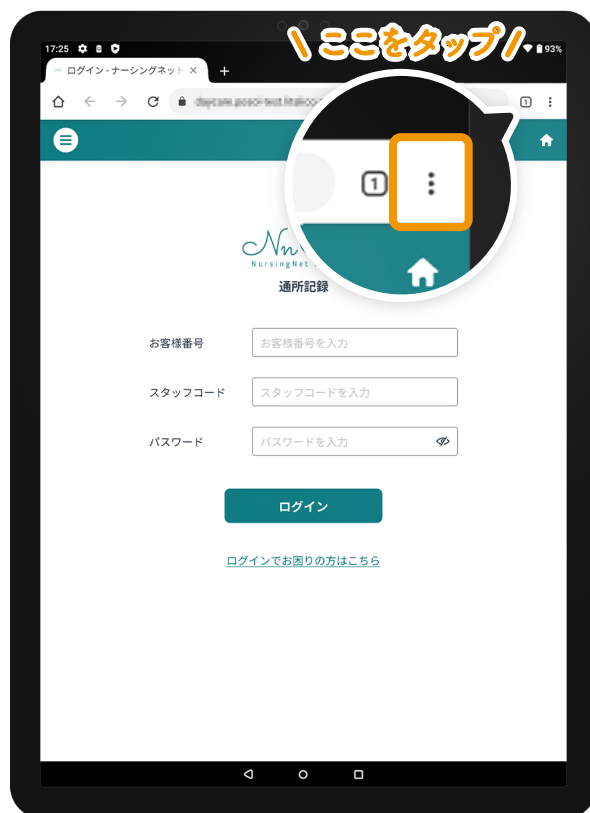 \ ここをタップ /
17:25
93%
ログイン - ナーシングネット
1
1
Nn
NursingNet
通所記録
お客様番号
お客様番号を入力
スタッフコード
スタッフコードを入力
パスワード
パスワードを入力
ログイン
ログインでお困りの方はこちら